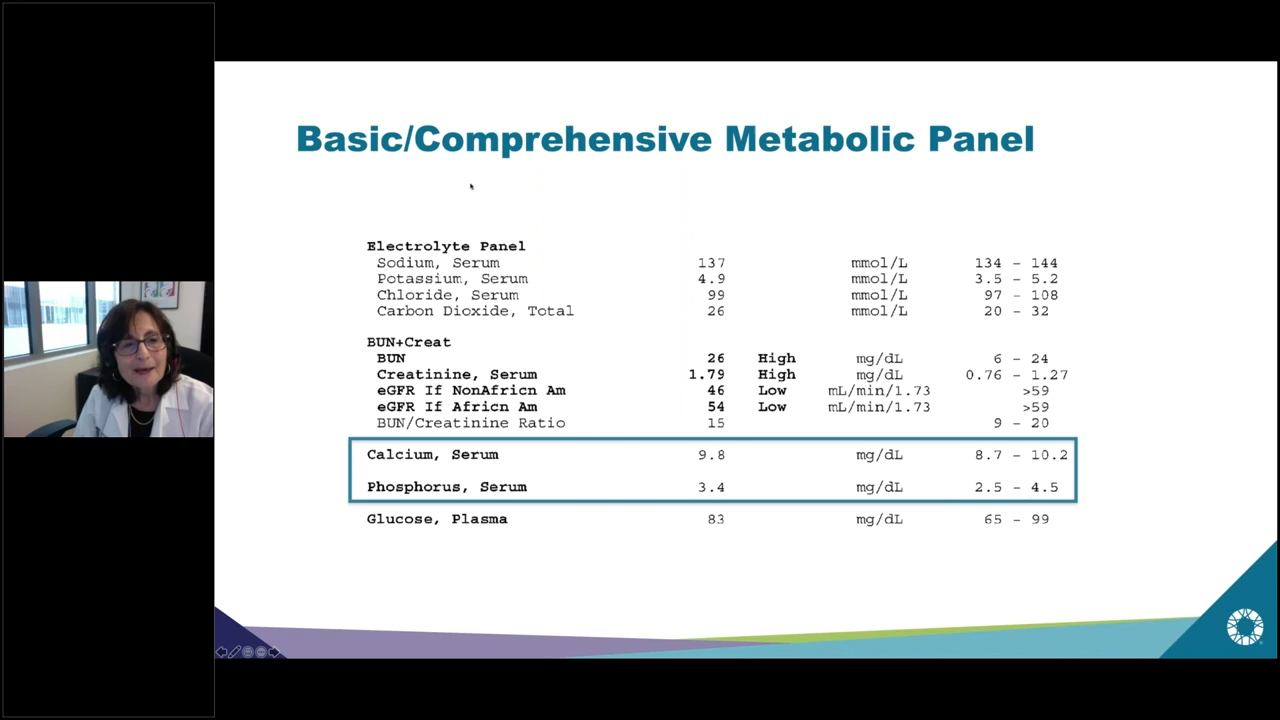 Basic/Comprehensive Metabolic Panel
Electrolyte Panel
Sodium, Serum 137 mmol/L 134 - 144
Potassium, Serum 4.9 mmol/L 3.5 - 5.2
Chloride, Serum 99 mmol/L 97 - 108
Carbon Dioxide, Total 26 mmol/L 20 - 32
BUN+Creat
BUN 26 High mg/dL 6 - 24
Creatinine, Serum 1.79 High mg/dL 0.76 - 1.27
eGFR If NonAfricn Am 46 Low mL/min/1.73 >59
eGFR If Africn Am 54 Low mL/min/1.73 >59
BUN/Creatinine Ratio 15 9 - 20
Calcium, Serum 9.8 mg/dL 8.7 - 10.2
Phosphorus, Serum 3.4 mg/dL 2.5 - 4.5
Glucose, Plasma 83 mg/dL 65 - 99